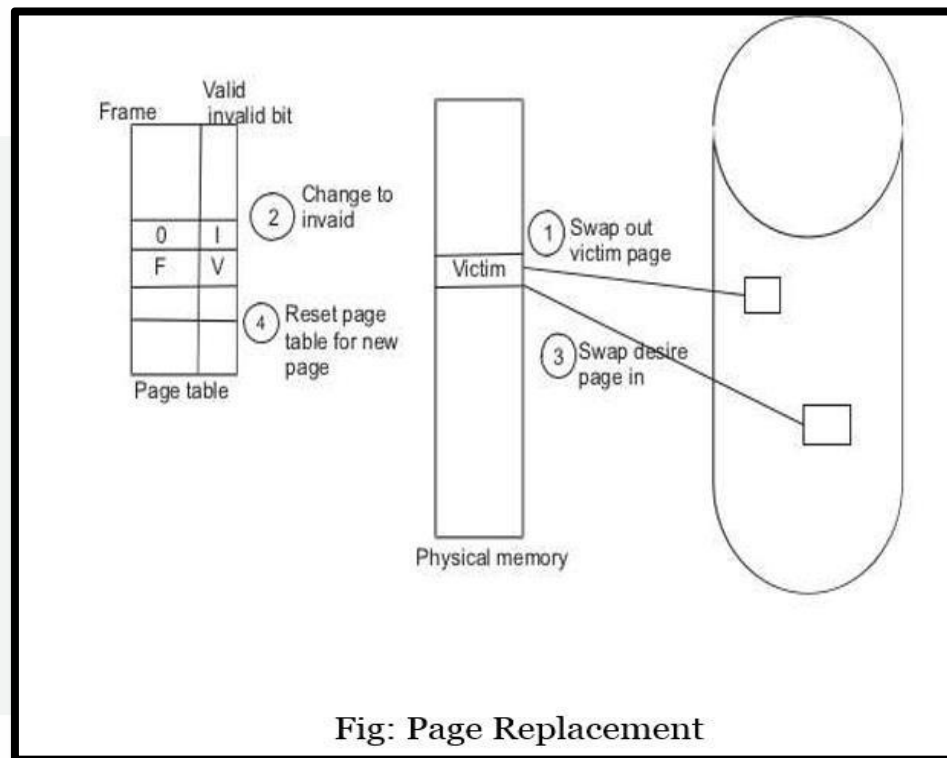 Valid
Frame invalid bit
2 Change to
invaid
0 I
F V
4 Reset page
table for new
page
Page table
1 Swap out
victim page
Victim
3 Swap desire
page in
Physical memory
Fig: Page Replacement